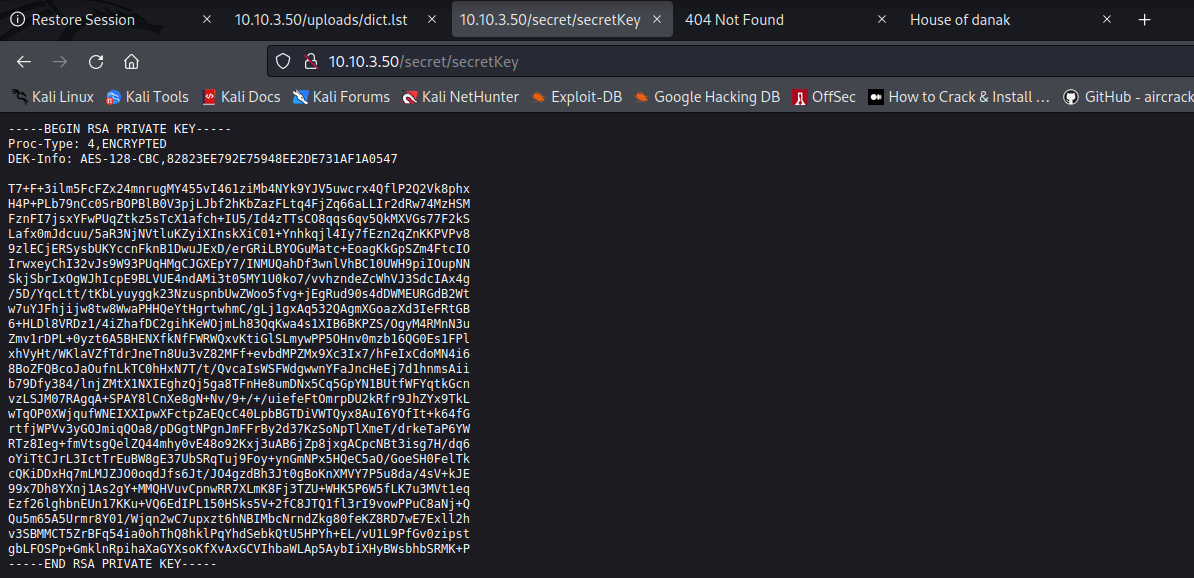 Restore Session
10.10.3.50/uploads/dict.lst
10.10.3.50/secret/secretKey
404 Not Found
House of danak
10.10.3.50/secret/secretKey
Kali Linux
Kali Tools
Kali Docs
Kali Forums
Kali NetHunter
Exploit-DB
Google Hacking DB
OffSec
How to Crack & Install …
GitHub - aircrack
-----BEGIN RSA PRIVATE KEY-----
Proc-Type: 4,ENCRYPTED
DEK-Info: AES-128-CBC,82823EE792E75948EE2DE731AF1A0547

T7+F+3ilm5FcFZx24mnrugMY455vI461ziMb4NYk9YJV5uwcrx4QflP2Q2Vk8phx
H4P+PLb79nCc0SrBOPBlB0V3pjLJbf2hKbZazFLtq4FjZq66aLLIr2dRw74MzHSM
FznFI7jsxYFwPUqZtkz5sTcX1afch+IU5/Id4zTTsCO8qqs6qv5QkMXVGs77F2kS
Lafx0mJdcuu/5aR3NjNVtluKZyiXInskXiC01+Ynhkqjl4Iy7fEzn2qZnKKPVPv8
9zlECjERSysbUKYccnFknB1DwuJExD/erGRiLBYOGuMatc+EoagKkGpSZm4FtcIO
IrwxeyChI32vJs9W93PUqHMgCJGXEpY7/INMUQahDf3wnlVhBC10UWH9piIOupNN
SkjSbrIxOgWJhIcpE9BLVUE4ndAMi3t05MY1U0ko7/vvhzndeZcWhVJ3SdcIAx4g
/5D/YqcLtt/tKbLyuyggk23NzuspnbUwZWoo5fvg+jEgRud90s4dDWMEURGdB2Wt
w7uYJFhjijw8tw8WwaPHHQeYtHgrtwhmC/gLj1gxAq532QAgmXGoazXd3IeFRtGB
6+HLDl8VRDz1/4iZhafDC2gihKeWOjmLh83QqKwa4s1XIB6BKPZS/OgyM4RMnN3u
Zmv1rDPL+0yzt6A5BHENXfkNfFWRWQxvKtiGlSLmywPP5OHnv0mzb16QG0Es1FPl
xhVyHt/WKlaVZfTdrJneTn8Uu3vZ82MFf+evbdMPZMx9Xc3Ix7/hFeIxCdoMN4i6
8BoZFQBcoJaOufnLkTC0hHxN7T/t/QvcaIsWSFWdgwwnYFaJncHeEj7d1hnmsAii
b79Dfy384/lnjZMtX1NXIEghzQj5ga8TFnHe8umDNx5Cq5GpYN1BUtfWFYqtkGcn
vzLSJM07RAgqA+SPAY8lCnXe8gN+Nv/9+/+/uiefeFtOmrpDU2kRfr9JhZYx9TkL
wTqOP0XWjqufWNEIXXIpwXFctpZaEQcC40LpbBGTDiVWTQyx8AuI6YOfIt+k64fG
rtfjWPVv3yGOJmiqQOa8/pDGgtNPgnJmFFrBy2d37KzSoNpTlXmeT/drkeTaP6YW
RTz8Ieg+fmVtsgQelZQ44mhy0vE48o92Kxj3uAB6jZp8jxgACpcNBt3isg7H/dq6
oYiTtCJrL3IctTrEuBW8gE37UbSRqTuj9Foy+ynGmNPx5HQeC5aO/GoeSH0FelTk
cQKiDDxHq7mLMJZJO0oqdJfs6Jt/JO4gzdBh3Jt0gBoKnXMVY7P5u8da/4sV+kJE
99x7Dh8YXnj1As2gY+MMQHVuvCpnwRR7XLmK8Fj3TZU+WHK5P6W5fLK7u3MVt1eq
Ezf26lghbnEUn17KKu+VQ6EdIPL150HSks5V+2fC8JTQ1fl3rI9vowPPuC8aNj+Q
Qu5m65A5Urmr8Y01/Wjqn2wC7upxzt6hNBIMbcNrndZkg80feKZ8RD7wE7Exll2h
v3SBMMCT5ZrBFq54ia0ohThQ8hklPqYhdSebkQtU5HPYh+EL/vU1L9PfGv0zipst
gbLFOSPp+GmklnRpihaXaGYXsoKfXvAxGCVIhbaWLAp5AybIiXHyBWsbhbSRMK+P
-----END RSA PRIVATE KEY-----